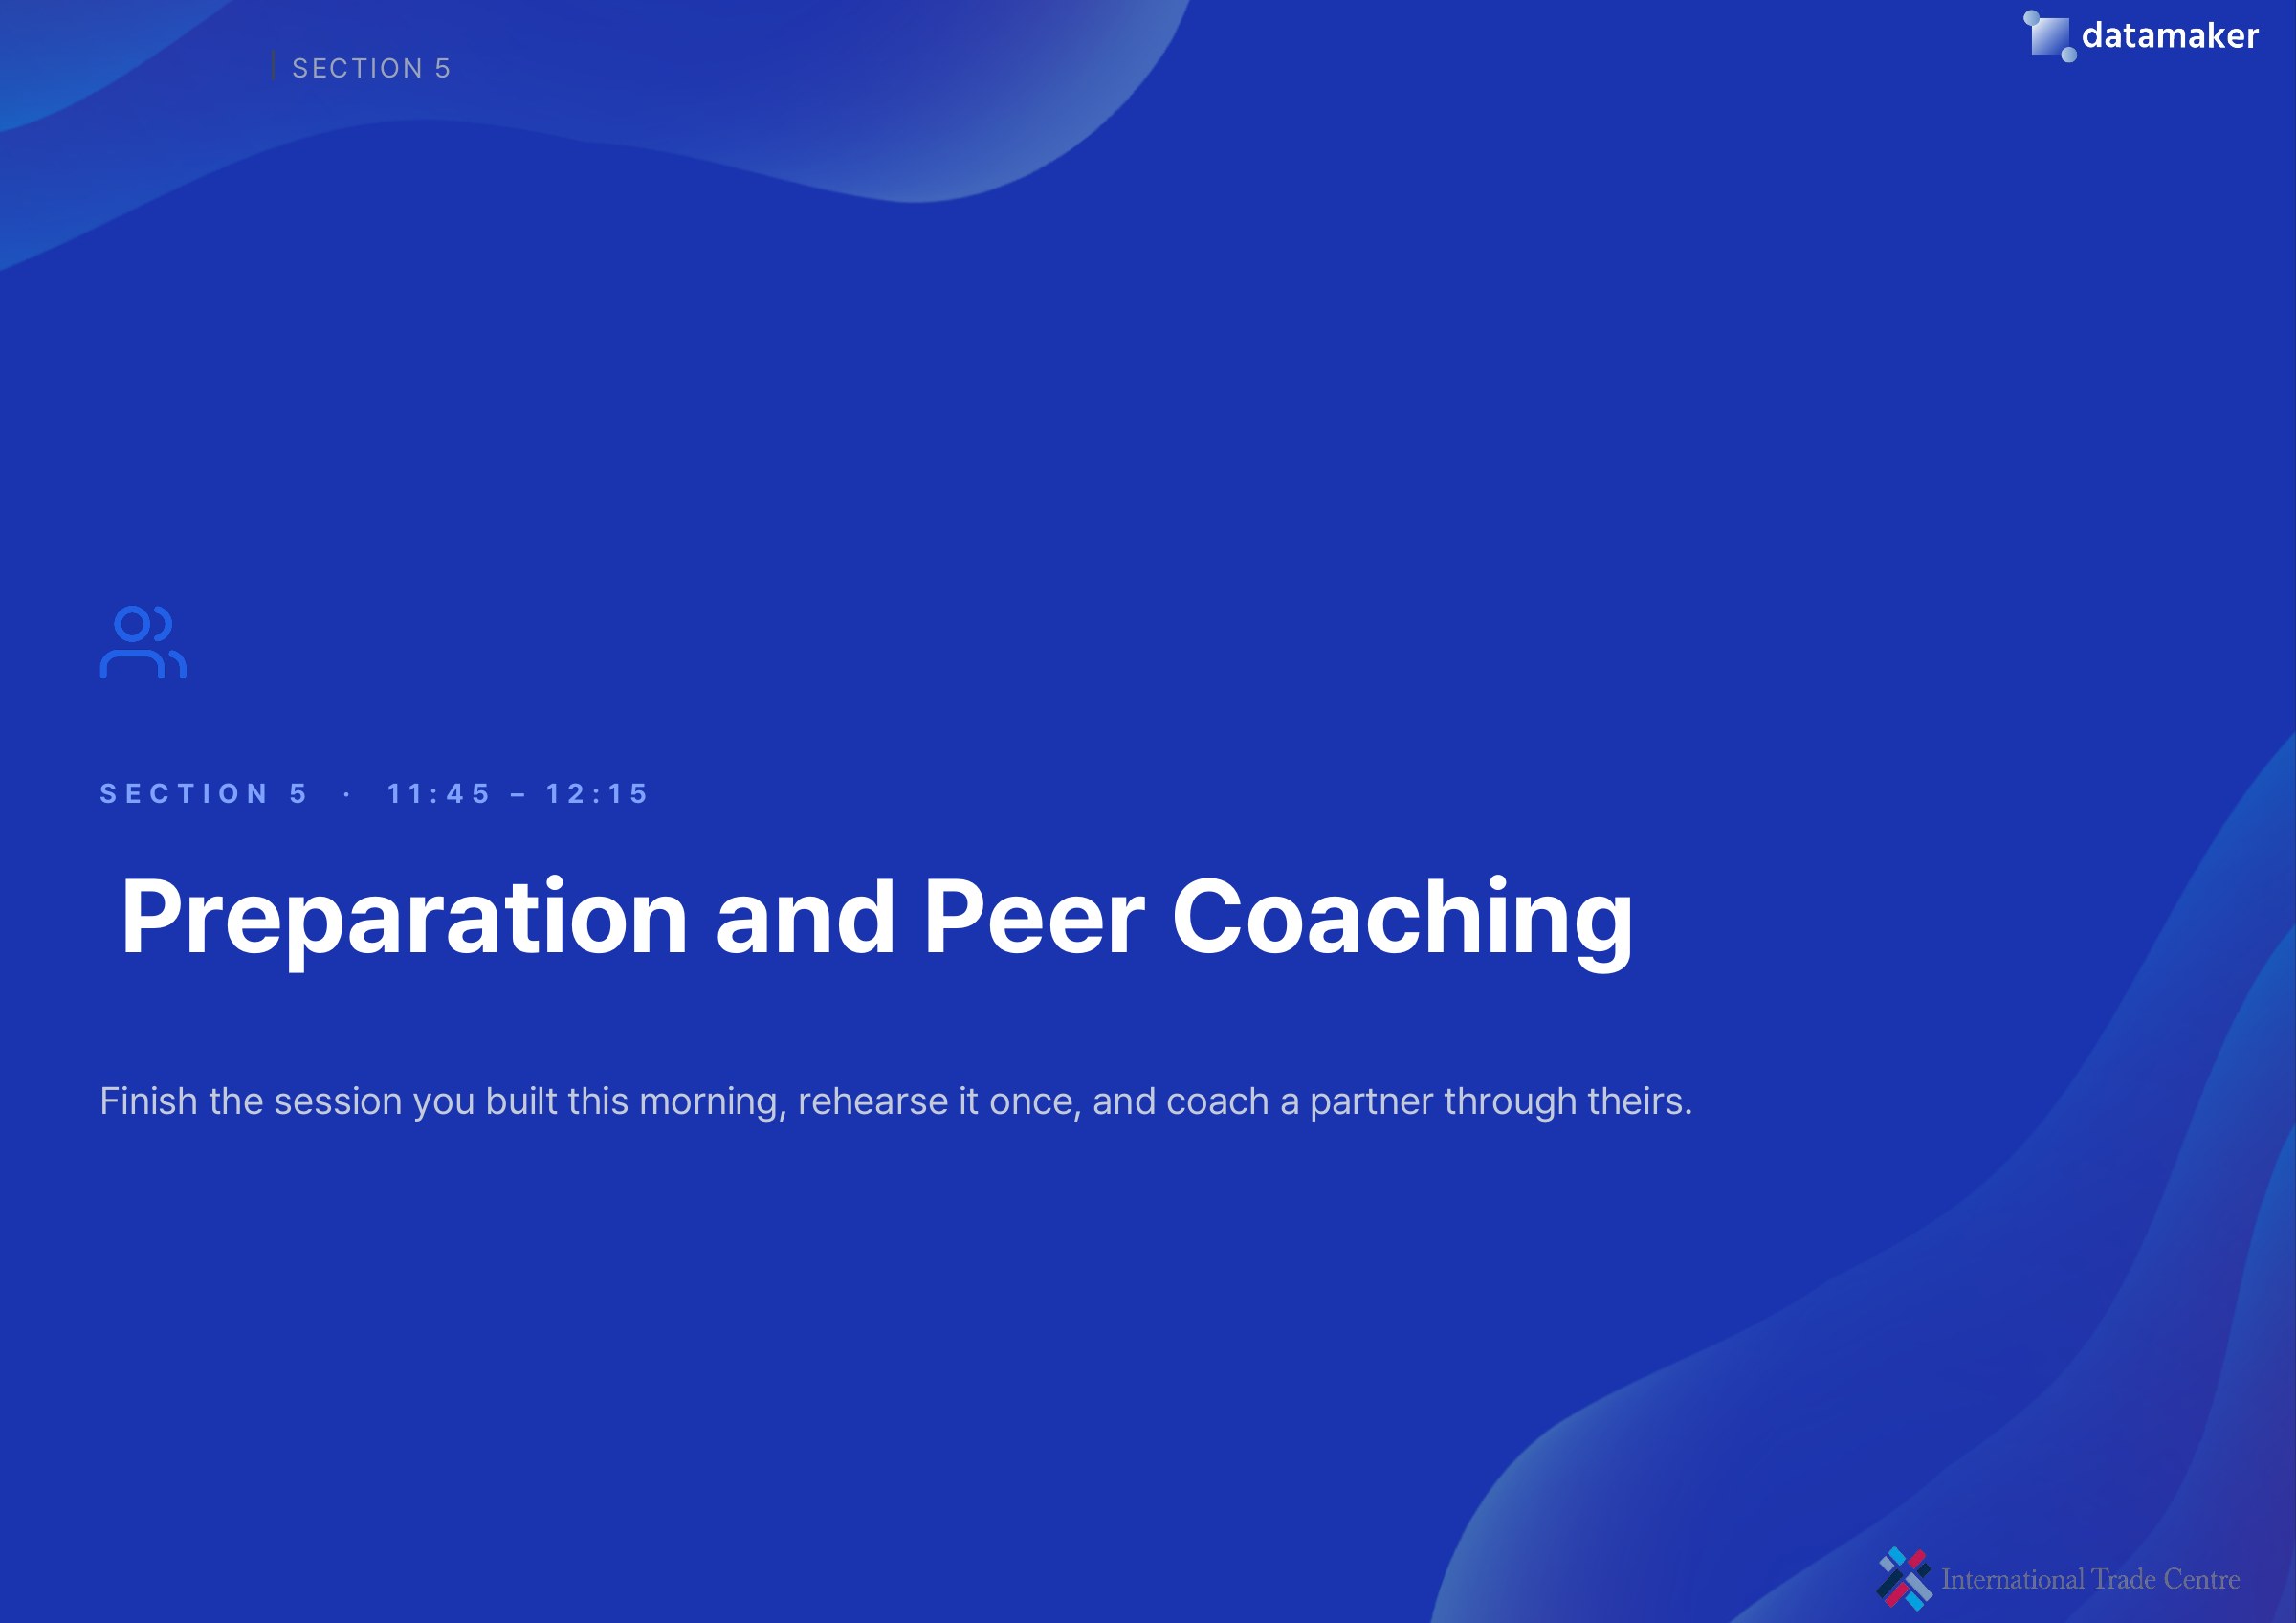 SECTION 5
datamaker
SECTION 5 · 11:45 – 12:15
Preparation and Peer Coaching
Finish the session you built this morning, rehearse it once, and coach a partner through theirs.
International Trade Centre